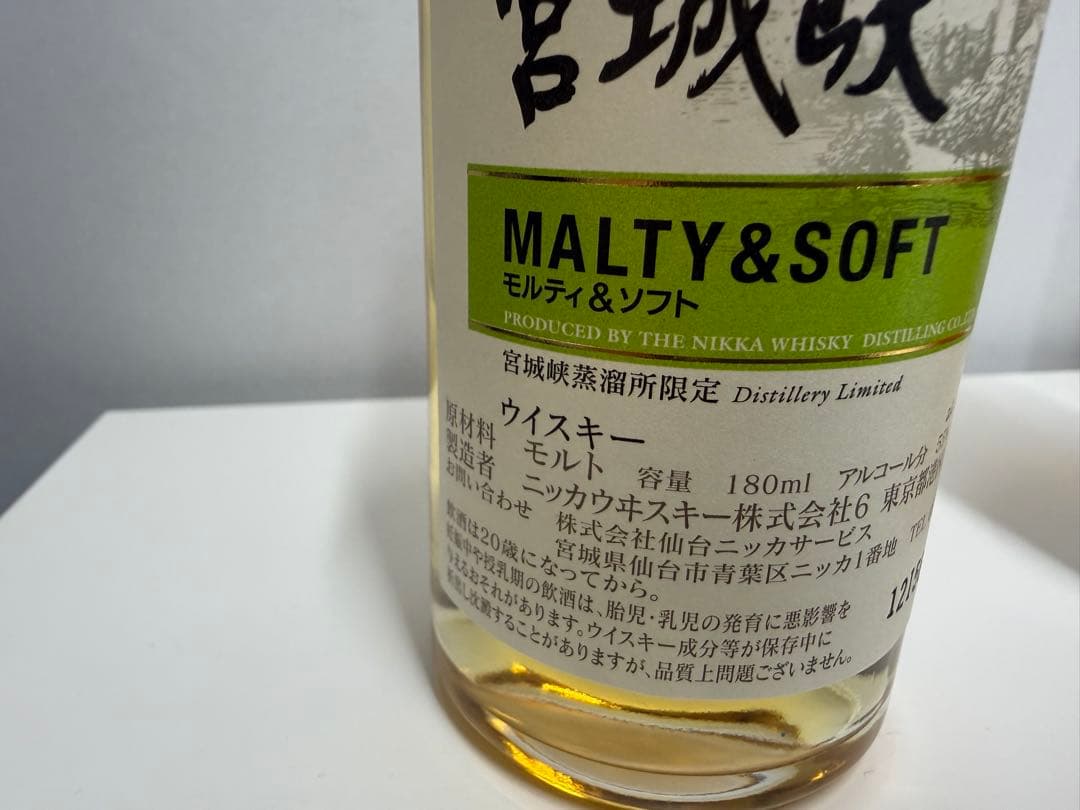 宮城峡
MALTY&SOFT
モルティ&ソフト
PRODUCED BY THE NIKKA WHISKY DISTILLING CO.,
宮城峡蒸溜所限定 Distillery Limited
ウイスキー
原材料 モルト 容量 180ml アルコール分
製造者 ニッカウヰスキー株式会社6 東京都港
お問い合わせ 株式会社仙台ニッカサービス
宮城県仙台市青葉区ニッカ1番地 TEL
飲酒は20歳になってから。
妊娠中や授乳期の飲酒は、胎児・乳児の発育に悪影響を
与えるおそれがあります。ウイスキー成分等が保存中に
析出し沈澱することがありますが、品質上問題ございません。